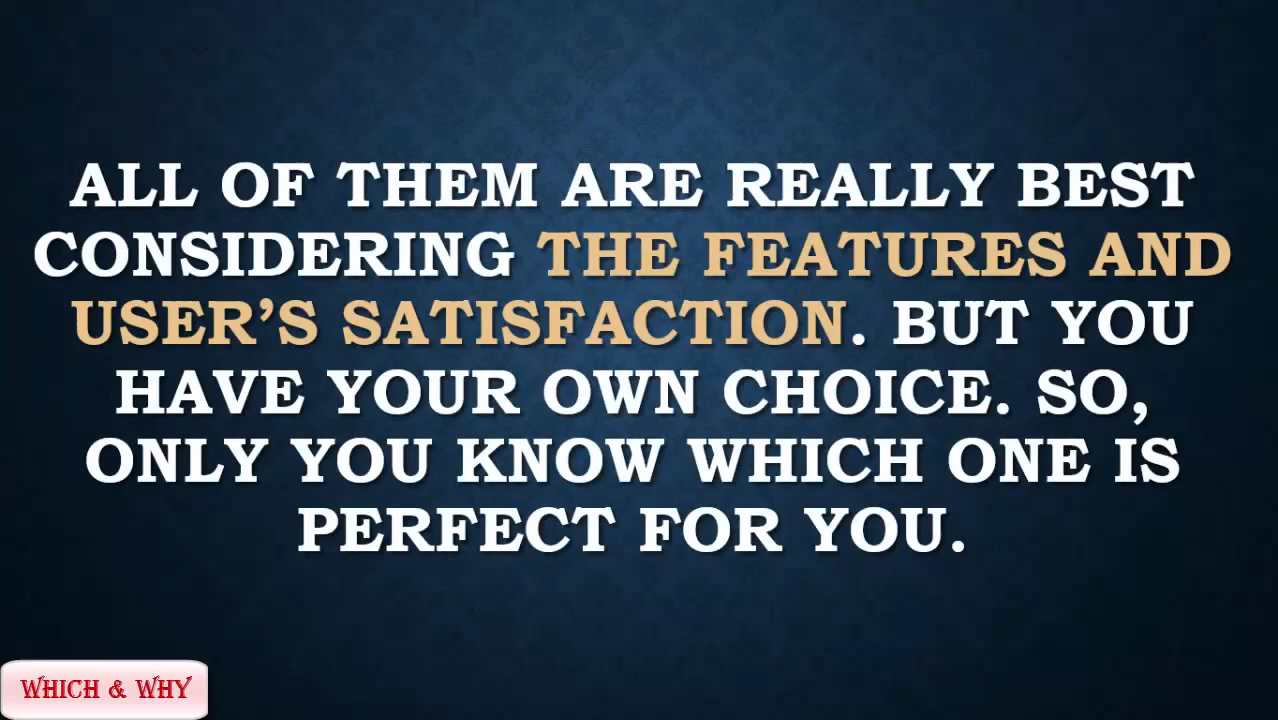 ALL OF THEM ARE REALLY BEST
CONSIDERING THE FEATURES AND
USER’S SATISFACTION. BUT YOU
HAVE YOUR OWN CHOICE. SO,
ONLY YOU KNOW WHICH ONE IS
PERFECT FOR YOU.
WHICH & WHY